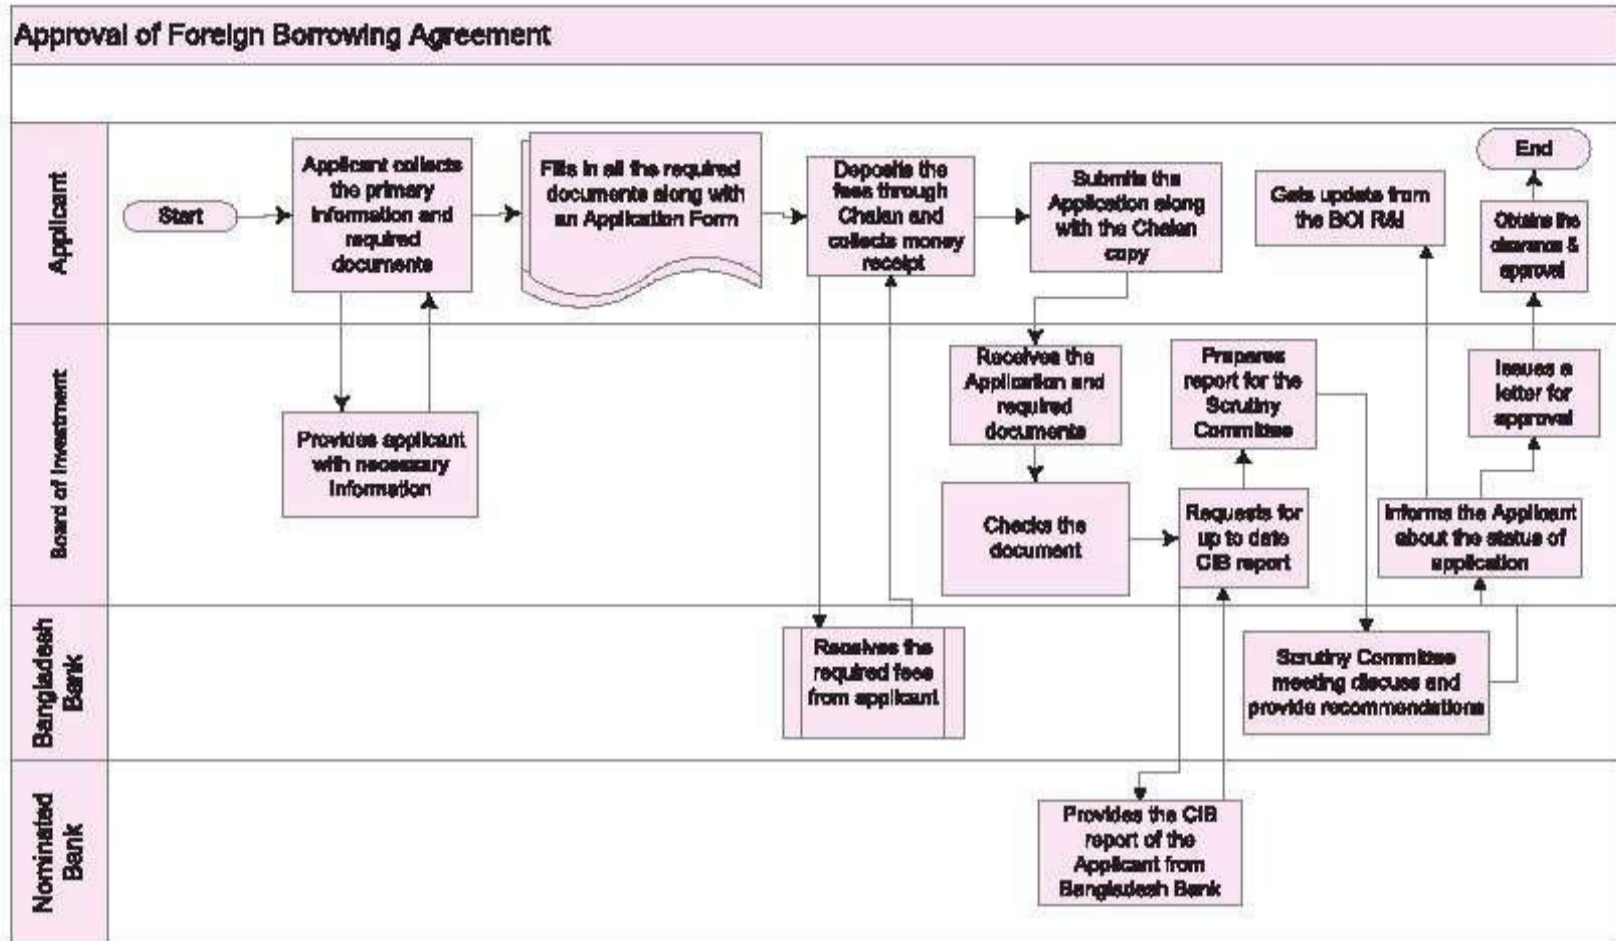 Approval of Foreign Borrowing Agreement
Applicant
Start
Applicant collects
the primary
information and
required
documents
Fills in all the required
documents along with
an Application Form
Deposits the
fees through
Chalan and
collects money
receipt
Submits the
Application along
with the Chalan
copy
Gets update from
the BOI R&I
End
Obtains the
clearance &
approval
Board of Investment
Provides applicant
with necessary
Information
Receives the
Application and
required
documents
Checks the
document
Prepares
report for the
Scrutiny
Committee
Requests for
up to date
CIB report
Informs the Applicant
about the status of
application
Issues a
letter for
approval
Bangladesh
Bank
Receives the
required fees
from applicant
Scrutiny Committee
meeting discuss and
provide recommendations
Nominated
Bank
Provides the CIB
report of the
Applicant from
Bangladesh Bank